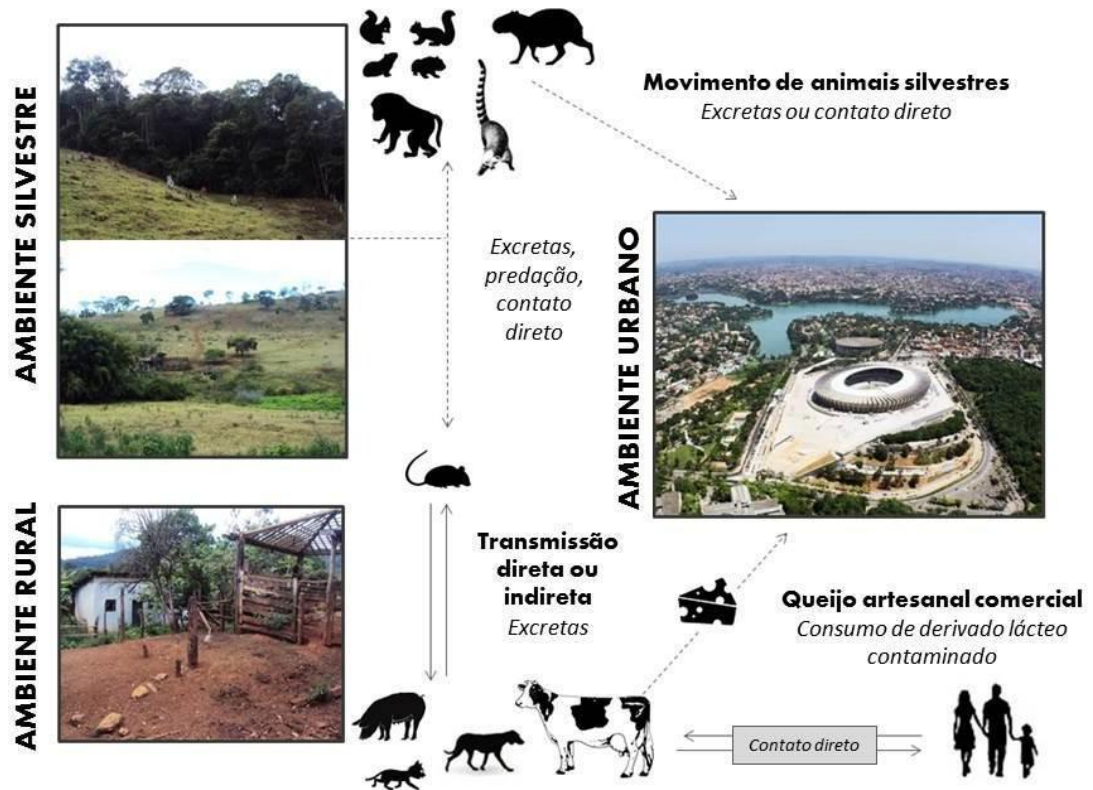 AMBIENTE SILVESTRE
Movimento de animais silvestres
Excretas ou contato direto
Excretas,
predação,
contato
direto
AMBIENTE URBANO
AMBIENTE RURAL
Transmissão
direta ou
indireta
Excretas
Queijo artesanal comercial
Consumo de derivado lácteo
contaminado
Contato direto